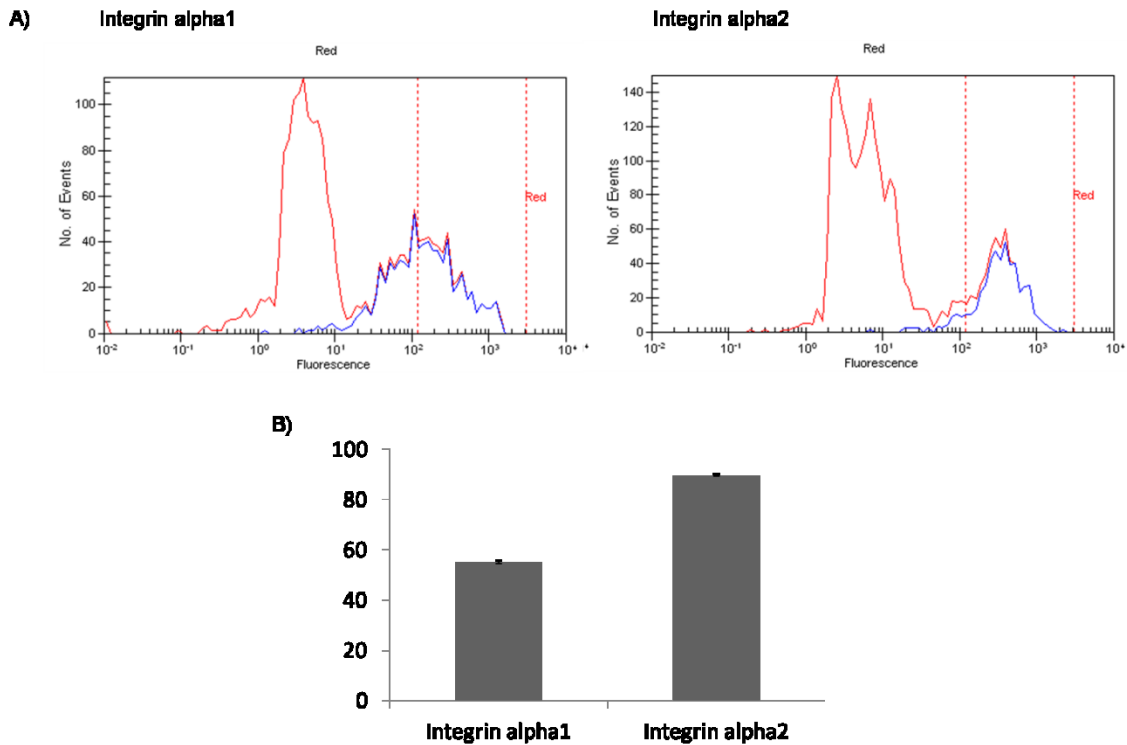 A) Integrin alpha1 Integrin alpha2
Red
Red
No. of Events
100
80
60
40
20
0
Red
10-2 10-1 100 101 102 103 10+ +
Fluorescence
No. of Events
140
120
100
80
60
40
20
0
Red
10-2 10-1 100 101 102 103 10+
Fluorescence
B)
100
80
60
40
20
0
Integrin alpha1 Integrin alpha2